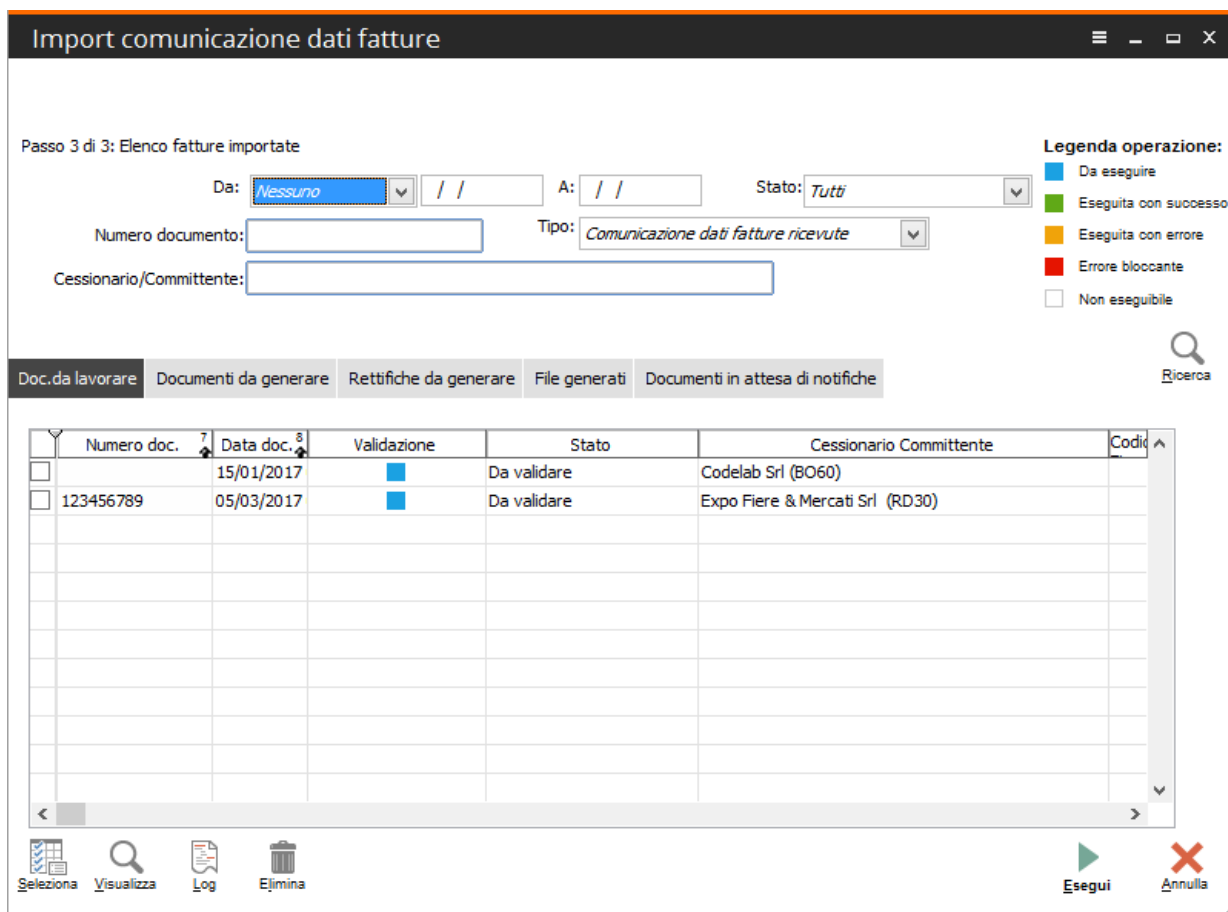 Import comunicazione dati fatture
Passo 3 di 3: Elenco fatture importate
Legenda operazione:
Da: Nessuno / / A: / / Stato: Tutti
Da eseguire
Eseguita con successo
Numero documento: Tipo: Comunicazione dati fatture ricevute
Eseguita con errore
Cessionario/Committente:
Errore bloccante
Non eseguibile
Ricerca
Doc.da lavorare Documenti da generare Rettifiche da generare File generati Documenti in attesa di notifiche
Numero doc. 7 Data doc. 8 Validazione Stato Cessionario Committente
15/01/2017 Da validare Codelab Srl (BO60)
123456789 05/03/2017 Da validare Expo Fiere & Mercati Srl (RD30)
Seleziona Visualizza Log Elimina Esegui Annulla